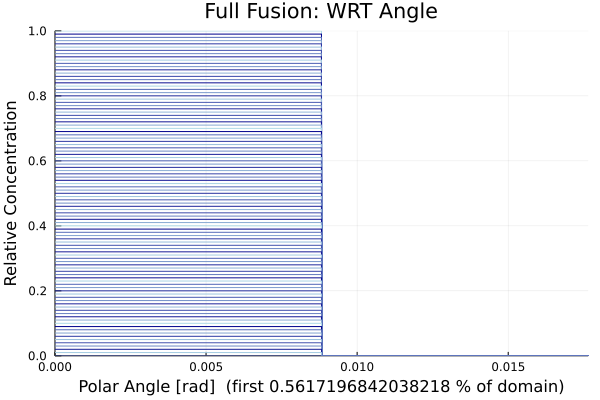 Full Fusion: WRT Angle
Relative Concentration
1.0
0.8
0.6
0.4
0.2
0.0
0.000 0.005 0.010 0.015
Polar Angle [rad] (first 0.5617196842038218 % of domain)